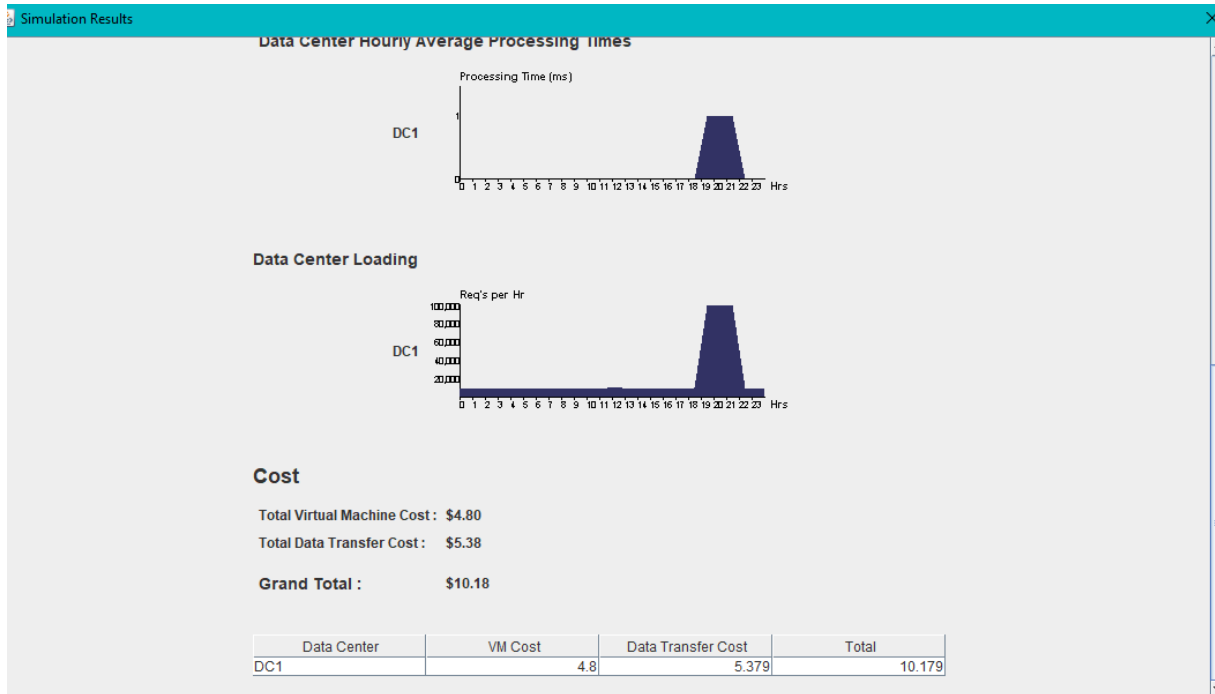 Simulation Results
Data Center Hourly Average Processing Times
Processing Time (ms)
1
DC1
0
0 1 2 3 4 5 6 7 8 9 10 11 12 13 14 15 16 17 18 19 20 21 22 23 Hrs
Data Center Loading
Req's per Hr
100,000
80,000
60,000
DC1
40,000
20,000
0 1 2 3 4 5 6 7 8 9 10 11 12 13 14 15 16 17 18 19 20 21 22 23 Hrs
Cost
Total Virtual Machine Cost : $4.80
Total Data Transfer Cost : $5.38
Grand Total : $10.18
Data Center VM Cost Data Transfer Cost Total
DC1 4.8 5.379 10.179